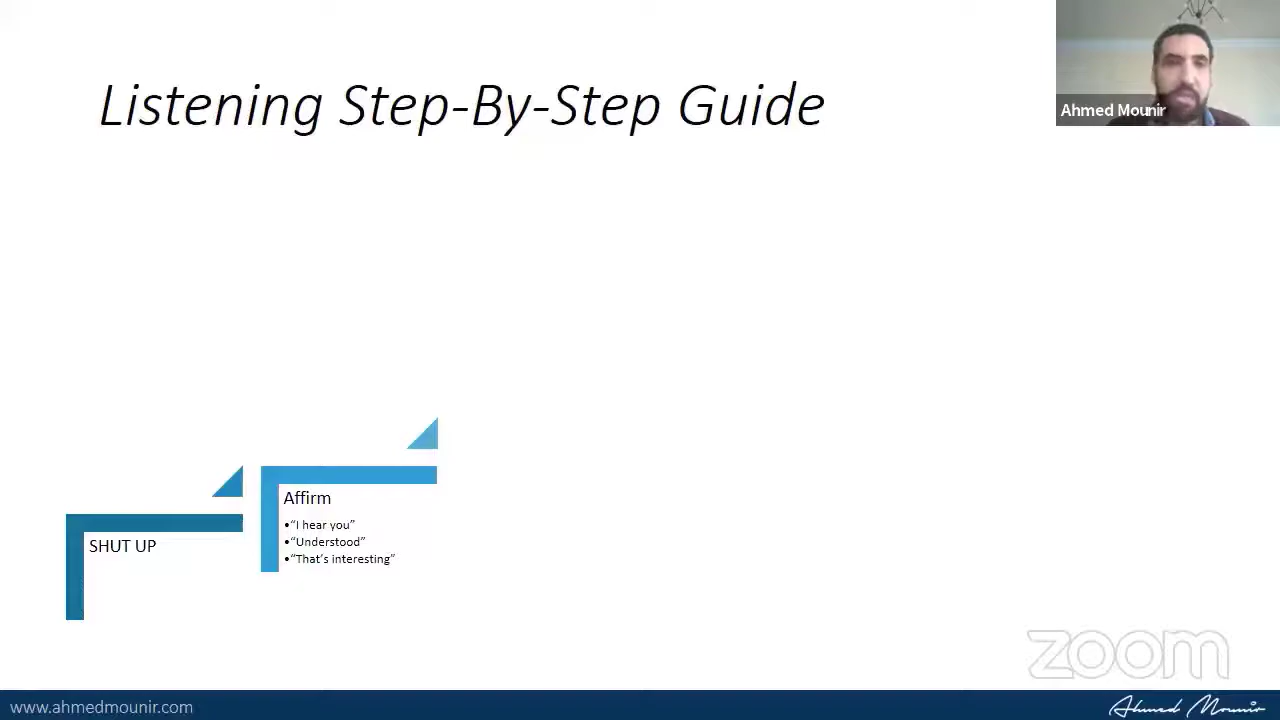 Listening Step-By-Step Guide
Ahmed Mounir
SHUT UP
Affirm
•“I hear you”
•“Understood”
•“That’s interesting”
zoom
www.ahmedmounir.com
Ahmed Mounir